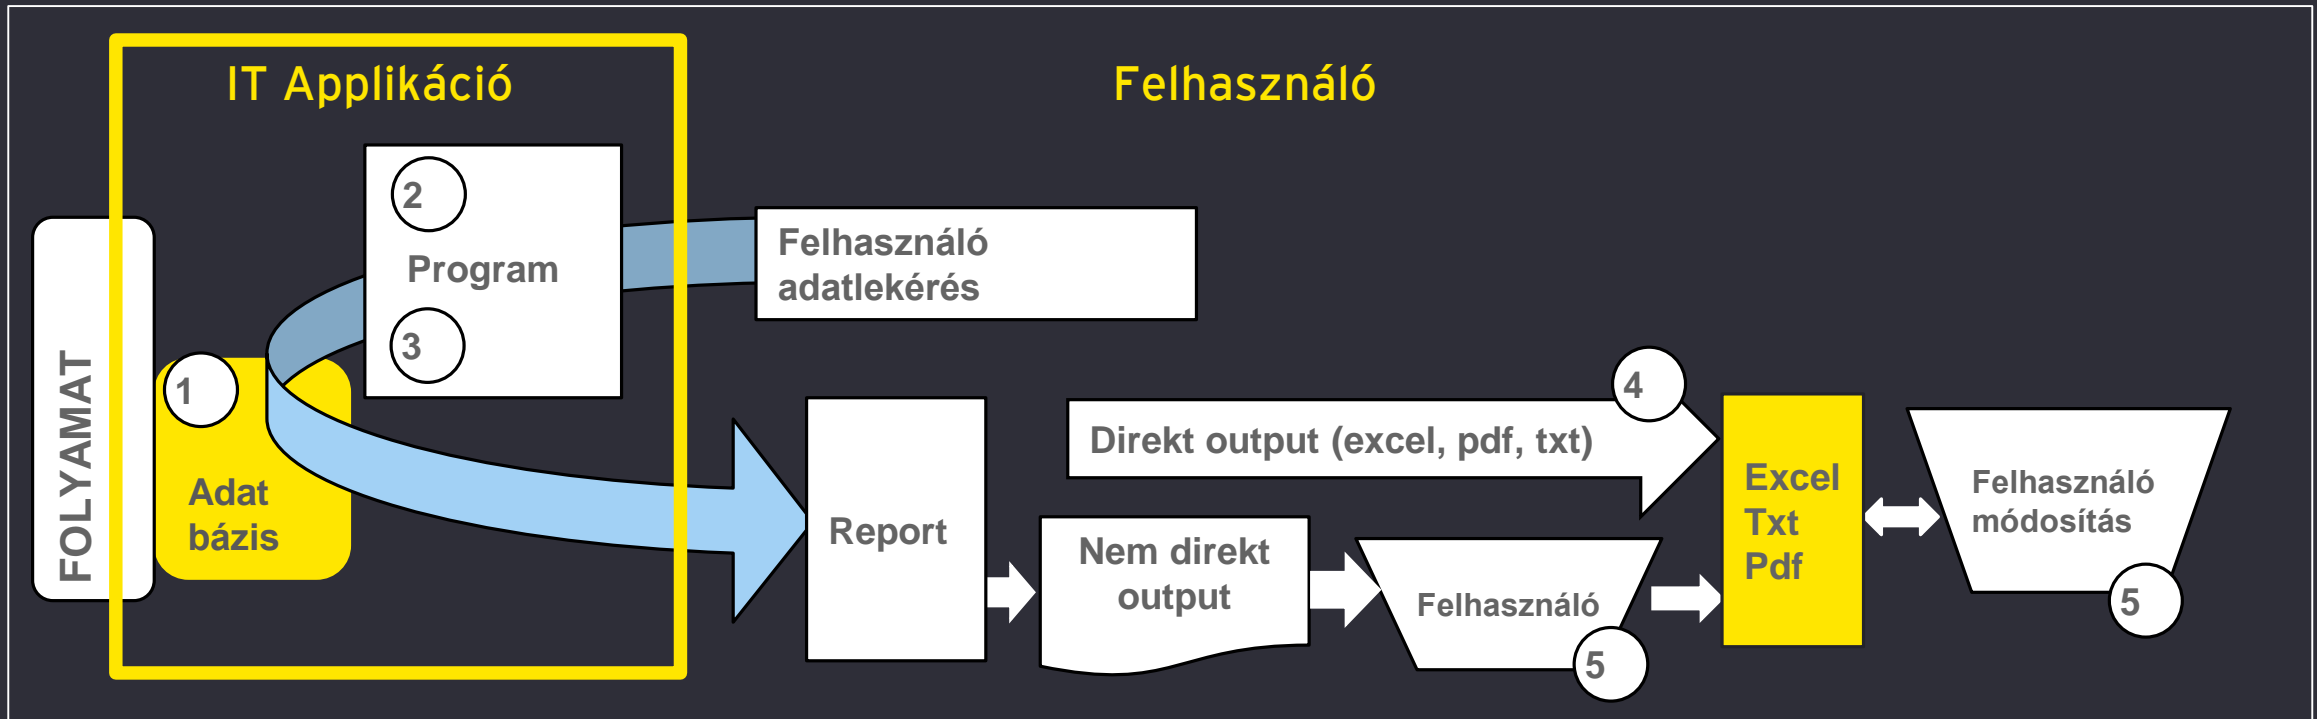 IT Applikáció
Felhasználó
FOLYAMAT
1
Adat
bázis
2
Program
3
Felhasználó
adatlekérés
Report
Direkt output (excel, pdf, txt)
4
Nem direkt
output
Felhasználó
5
Excel
Txt
Pdf
Felhasználó
módosítás
5